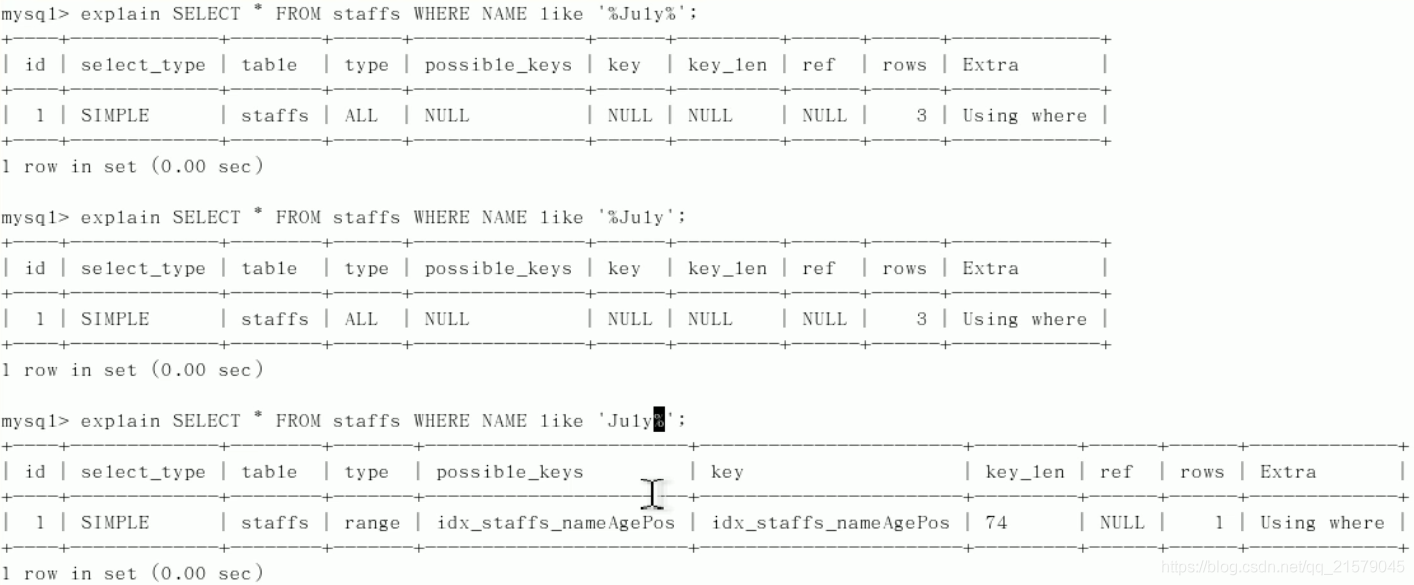 mysql> explain SELECT * FROM staffs WHERE NAME like '%July%';
+----+-------------+--------+------+---------------+------+---------+------+------+-------------+
| id | select_type | table | type | possible_keys | key | key_len | ref | rows | Extra |
+----+-------------+--------+------+---------------+------+---------+------+------+-------------+
| 1 | SIMPLE | staffs | ALL | NULL | NULL | NULL | NULL | 3 | Using where |
+----+-------------+--------+------+---------------+------+---------+------+------+-------------+
1 row in set (0.00 sec)
mysql> explain SELECT * FROM staffs WHERE NAME like '%July';
+----+-------------+--------+------+---------------+------+---------+------+------+-------------+
| id | select_type | table | type | possible_keys | key | key_len | ref | rows | Extra |
+----+-------------+--------+------+---------------+------+---------+------+------+-------------+
| 1 | SIMPLE | staffs | ALL | NULL | NULL | NULL | NULL | 3 | Using where |
+----+-------------+--------+------+---------------+------+---------+------+------+-------------+
1 row in set (0.00 sec)
mysql> explain SELECT * FROM staffs WHERE NAME like 'July%';
+----+-------------+--------+-------+-----------------------+-----------------------+---------+------+------+-------------+
| id | select_type | table | type | possible_keys | key | key_len | ref | rows | Extra |
+----+-------------+--------+-------+-----------------------+-----------------------+---------+------+------+-------------+
| 1 | SIMPLE | staffs | range | idx_staffs_nameAgePos | idx_staffs_nameAgePos | 74 | NULL | 1 | Using where |
+----+-------------+--------+-------+-----------------------+-----------------------+---------+------+------+-------------+
1 row in set (0.00 sec)
https://blog.csdn.net/qq_21579045